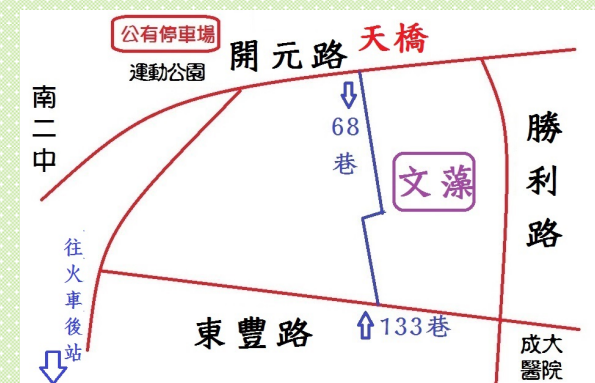 公有停車場
運動公園
開元路
天橋
南二中
68
巷
文藻
勝利路
往火車後站
東豐路
133巷
成大
醫院